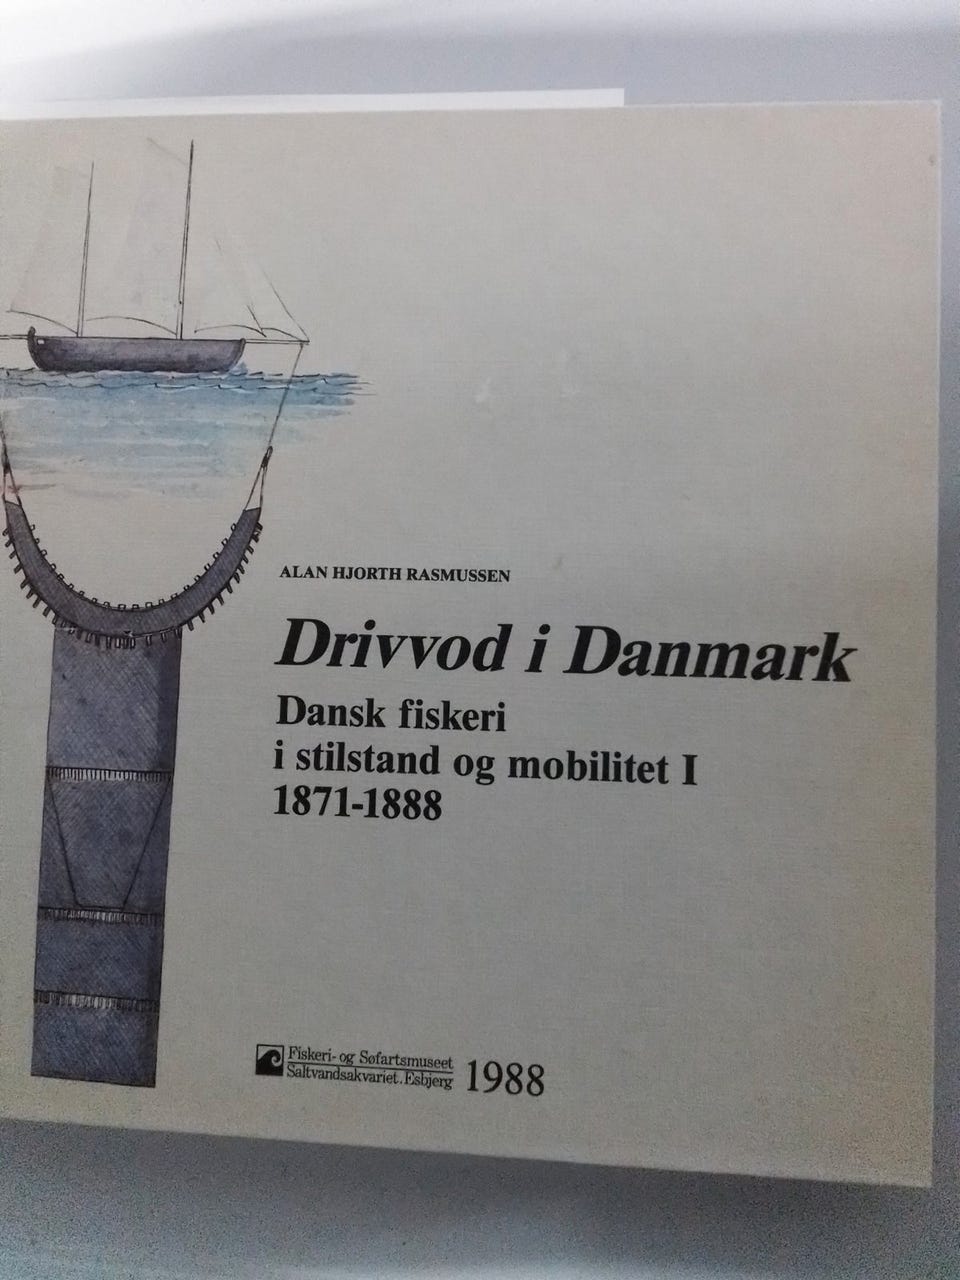 ALAN HJORTH RASMUSSEN
Drivvod i Danmark
Dansk fiskeri
i stilstand og mobilitet I
1871-1888
Fiskeri- og Søfartsmuseet
Saltvandsakvariet. Esbjerg
1988